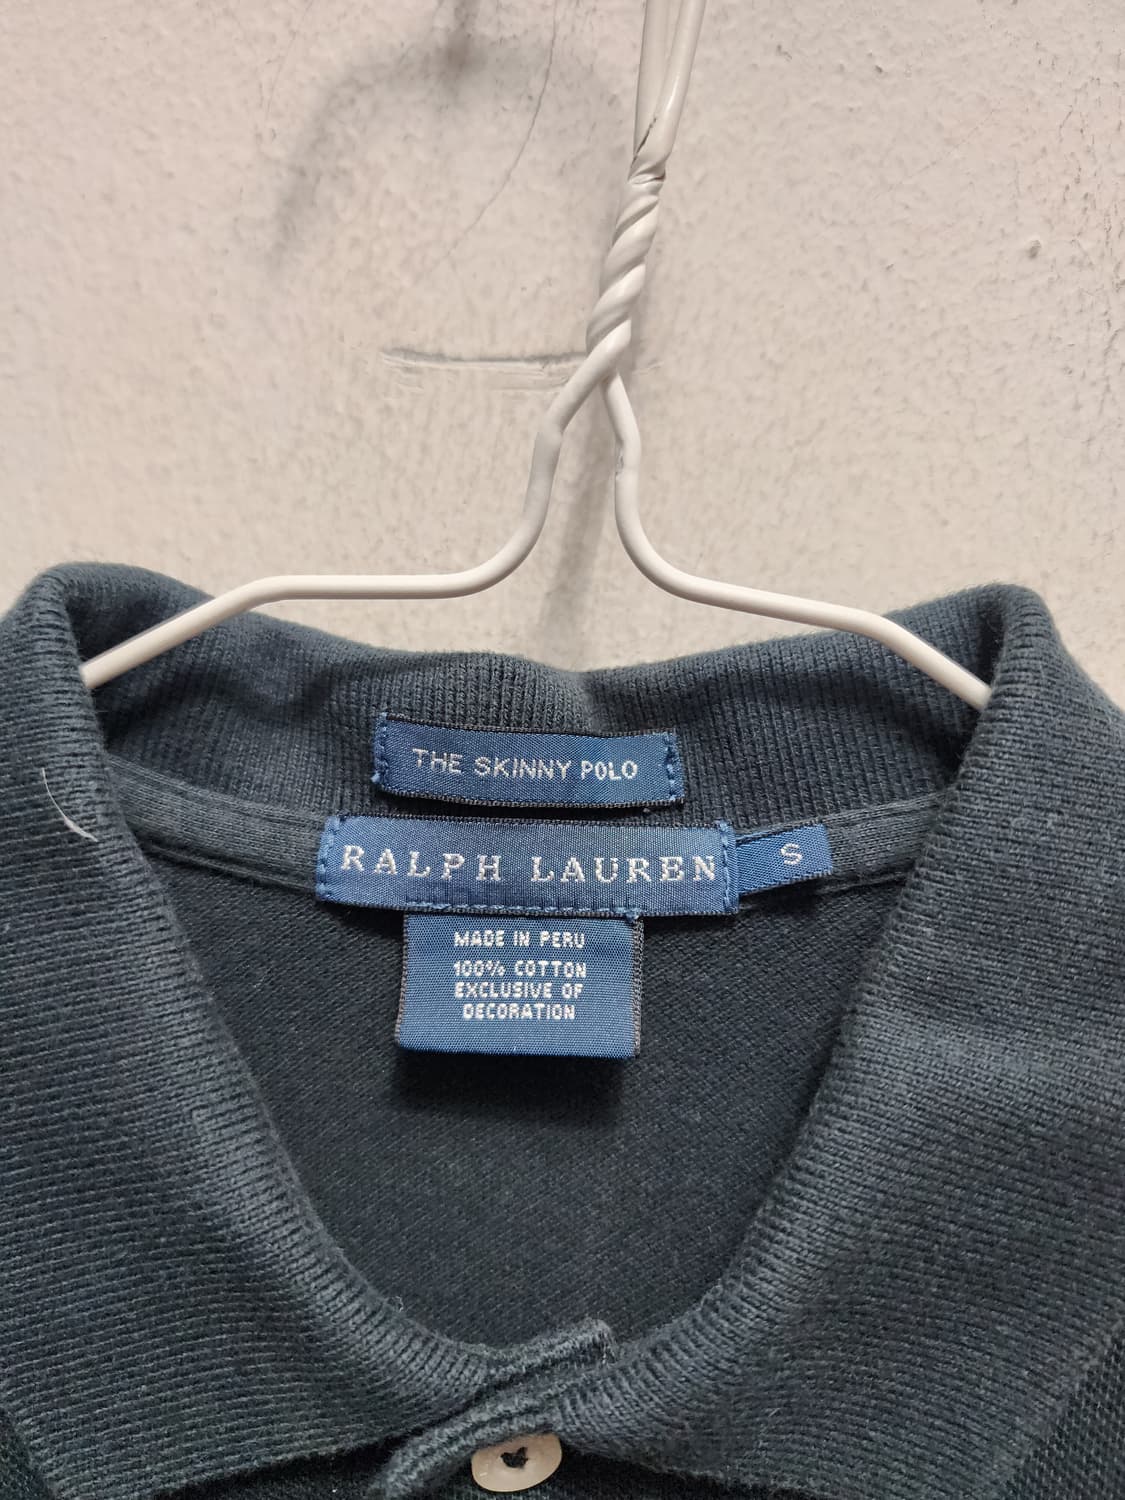 THE SKINNY POLO
RALPH LAUREN
S
MADE IN PERU
100% COTTON
EXCLUSIVE OF
DECORATION